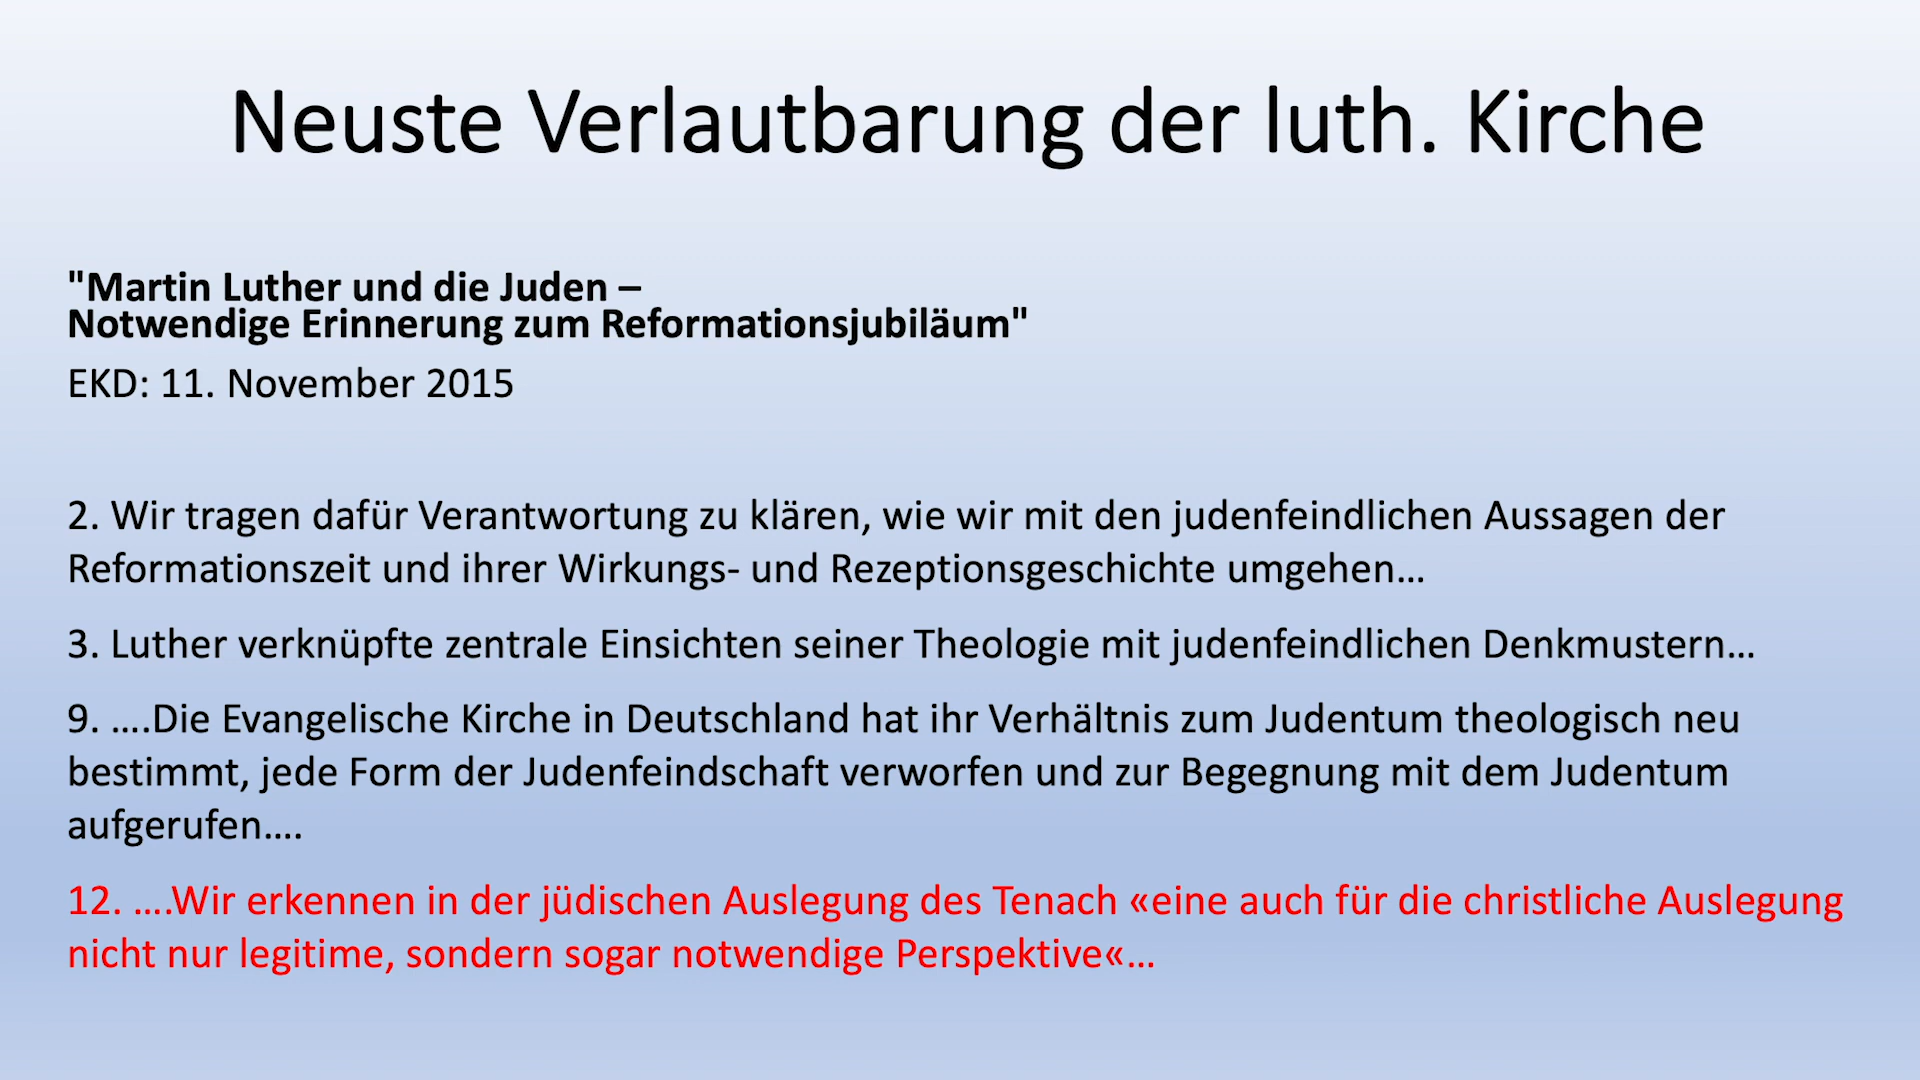 Neuste Verlautbarung der luth. Kirche
"Martin Luther und die Juden –
Notwendige Erinnerung zum Reformationsjubiläum"
EKD: 11. November 2015
2. Wir tragen dafür Verantwortung zu klären, wie wir mit den judenfeindlichen Aussagen der
Reformationszeit und ihrer Wirkungs- und Rezeptionsgeschichte umgehen…
3. Luther verknüpfte zentrale Einsichten seiner Theologie mit judenfeindlichen Denkmustern…
9. ….Die Evangelische Kirche in Deutschland hat ihr Verhältnis zum Judentum theologisch neu
bestimmt, jede Form der Judenfeindschaft verworfen und zur Begegnung mit dem Judentum
aufgerufen….
12. ….Wir erkennen in der jüdischen Auslegung des Tenach «eine auch für die christliche Auslegung
nicht nur legitime, sondern sogar notwendige Perspektive«…